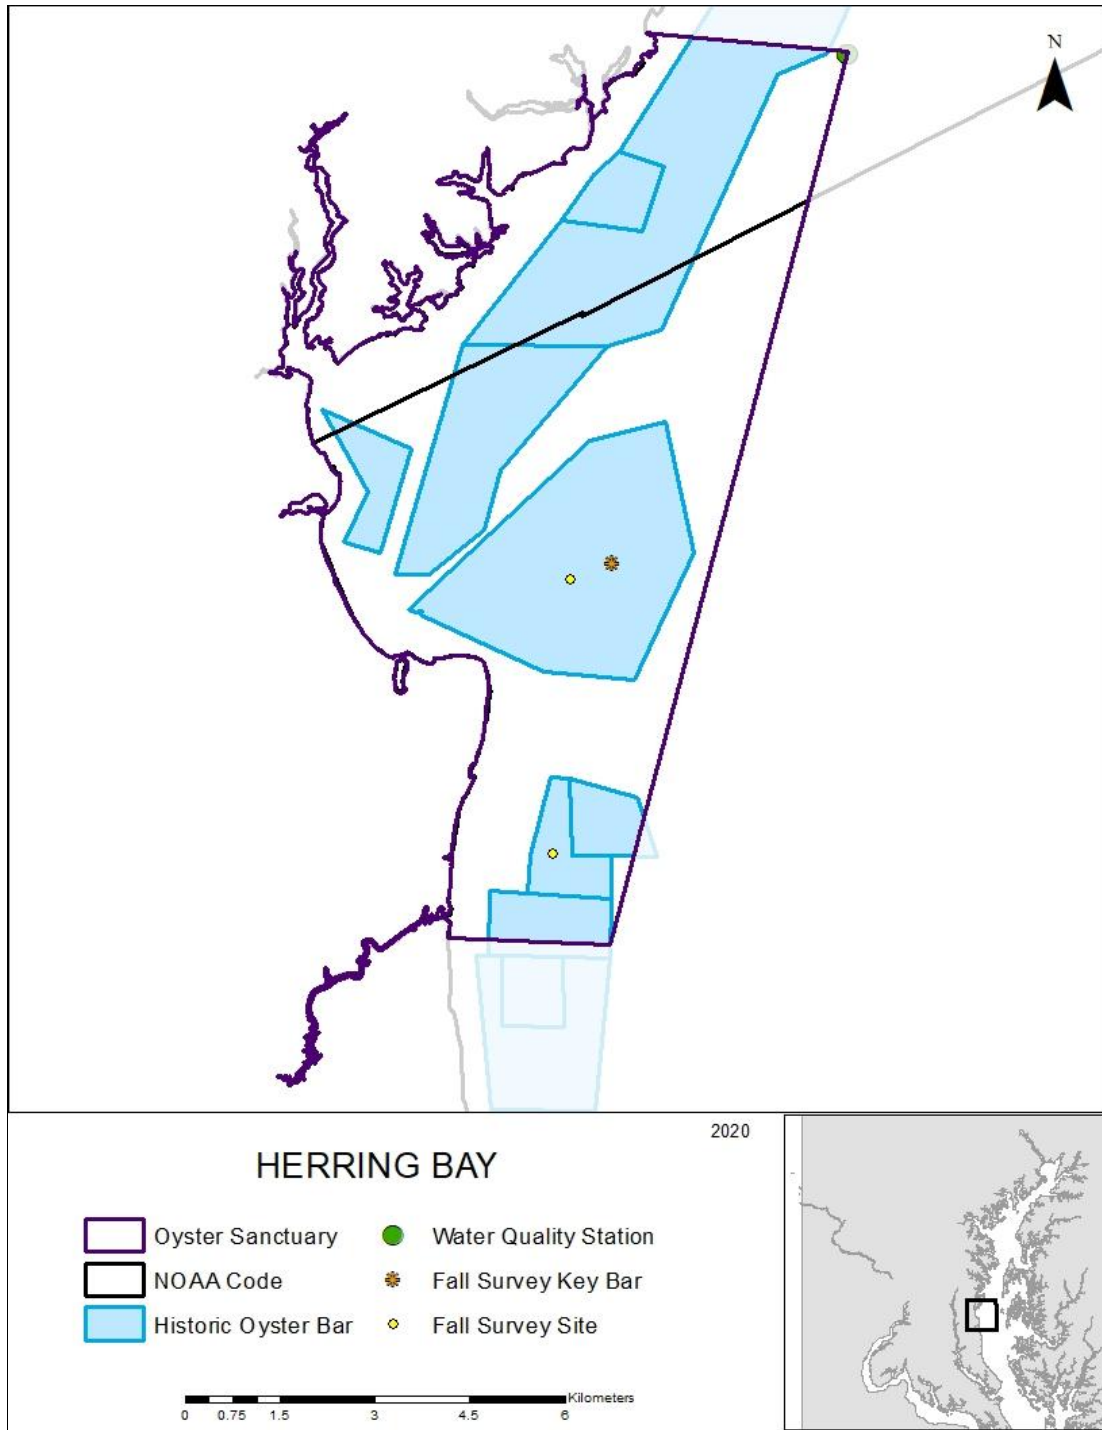 N
2020
HERRING BAY
Oyster Sanctuary
Water Quality Station
NOAA Code
Fall Survey Key Bar
Historic Oyster Bar
Fall Survey Site
Kilometers
0 0.75 1.5 3 4.5 6